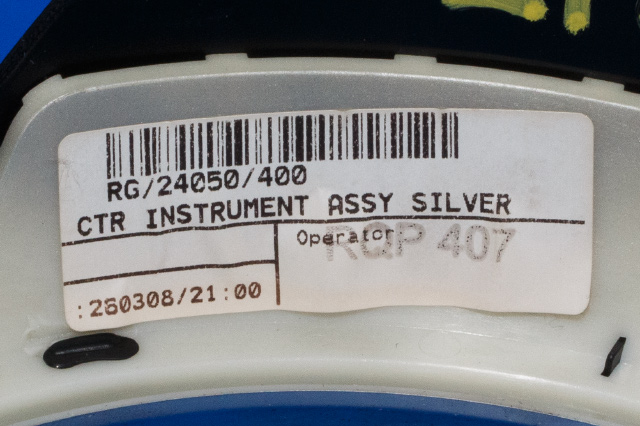 RG/24050/400
CTR INSTRUMENT ASSY SILVER
Operator
RQP 407
:260308/21:00